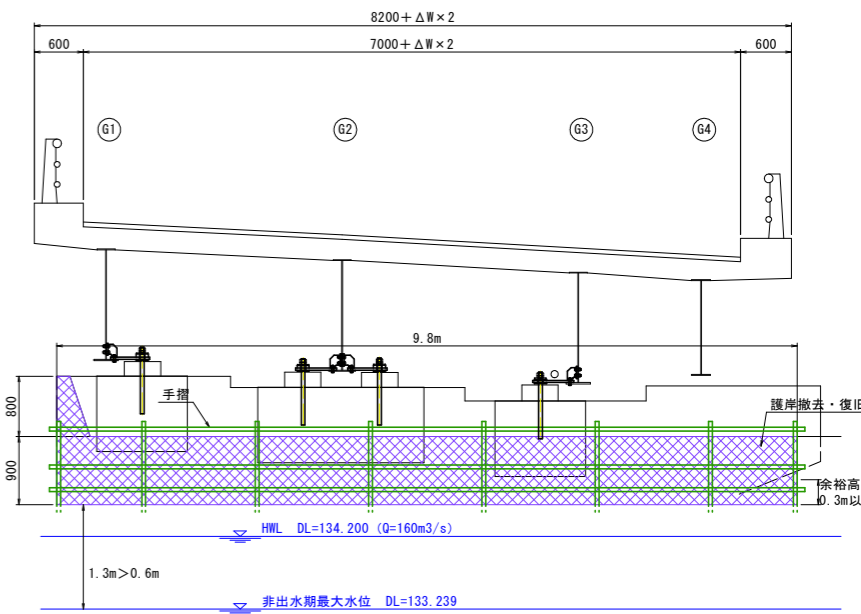 8200+ΔW×2
600
7000+ΔW×2
600
G1
G2
G3
G4
9.8m
800
手摺
護岸撤去・復旧
900
余裕高
0.3m以
HWL DL=134.200 (Q=160m3/s)
1.3m>0.6m
非出水期最大水位 DL=133.239